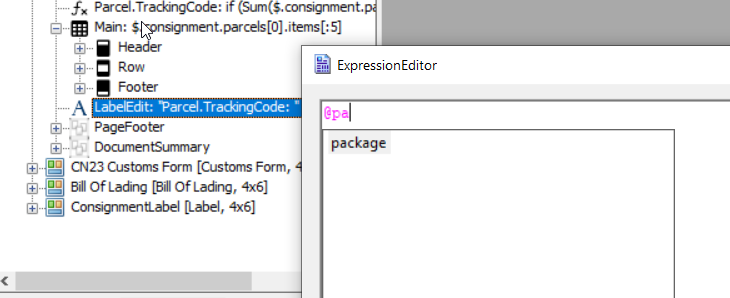 Parcel.TrackingCode: if (Sum($.consignment.pa
Main: $.consignment.parcels[0].items[:5]
Header
Row
Footer
LabelEdit: "Parcel.TrackingCode: "
PageFooter
DocumentSummary
CN23 Customs Form [Customs Form, 4
Bill Of Lading [Bill Of Lading, 4x6]
ConsignmentLabel [Label, 4x6]
ExpressionEditor
@pa
package